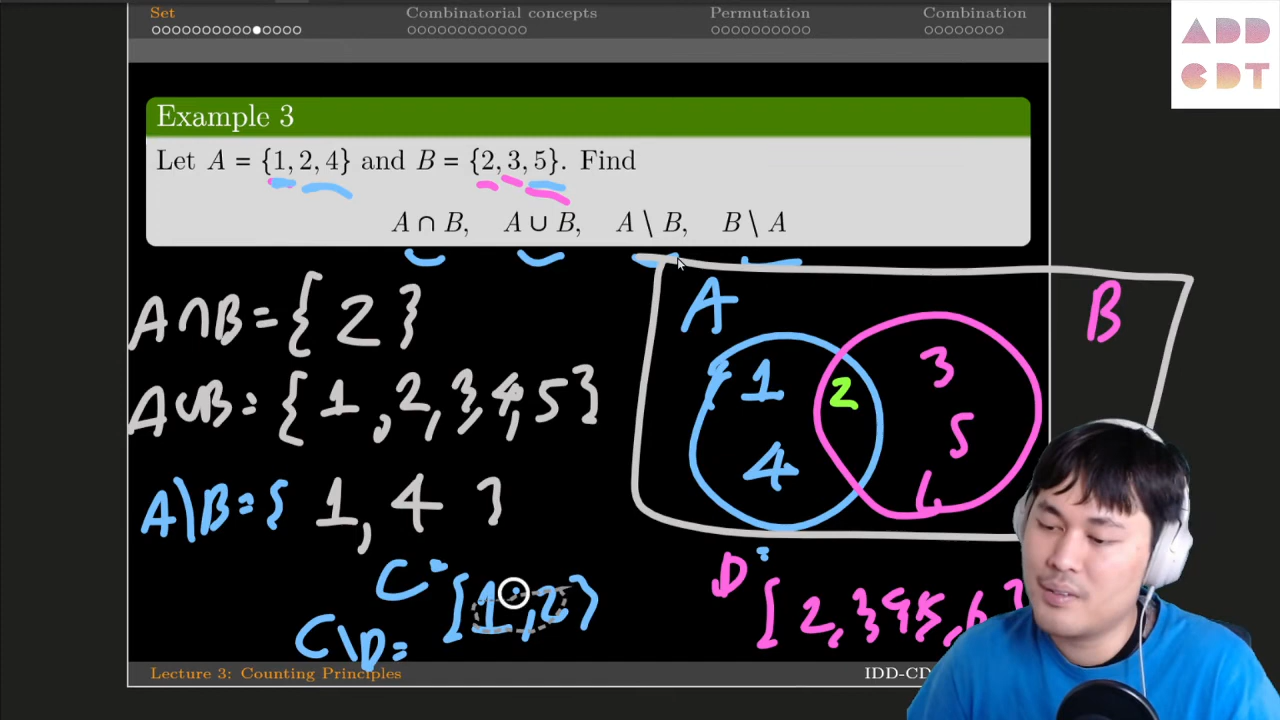 Set Combinatorial concepts Permutation Combination
ADD
CDT
Example 3
Let A = {1, 2, 4} and B = {2, 3, 5}. Find
A ∩ B, A ∪ B, A \ B, B \ A
A∩B = { 2 }
A∪B = { 1, 2, 3, 4, 5 }
A\B = { 1, 4 }
A B
1 2 3
4 5
6
C = {1, 2}
D = { 2, 3, 4, 5, 6 }
C\D =
Lecture 3: Counting Principles IDD-CD